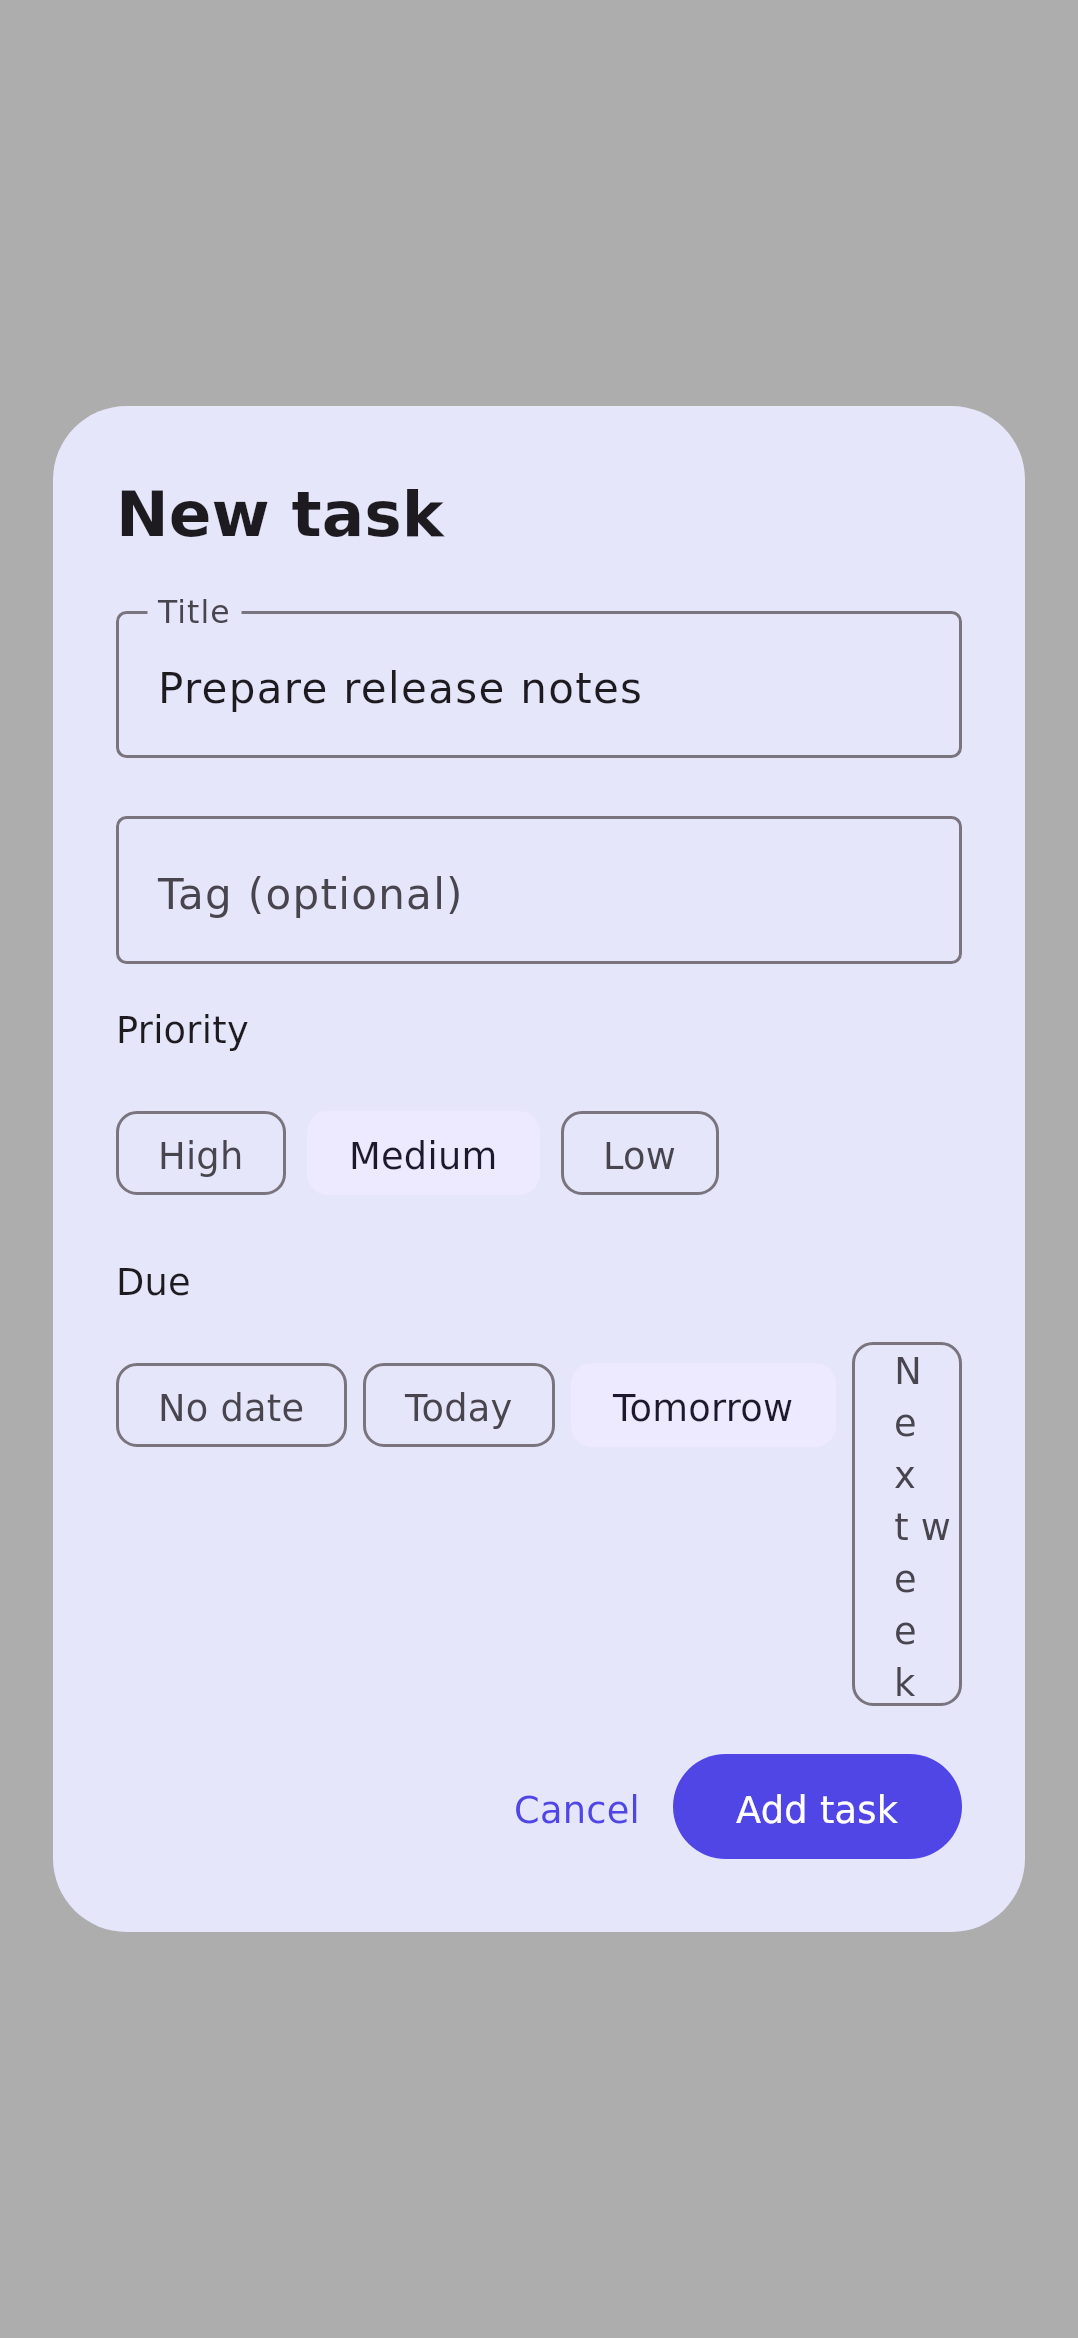 New task
Title
Prepare release notes
Tag (optional)
Priority
High Medium Low
Due
No date Today Tomorrow
N
e
x
t w
e
e
k
Cancel Add task